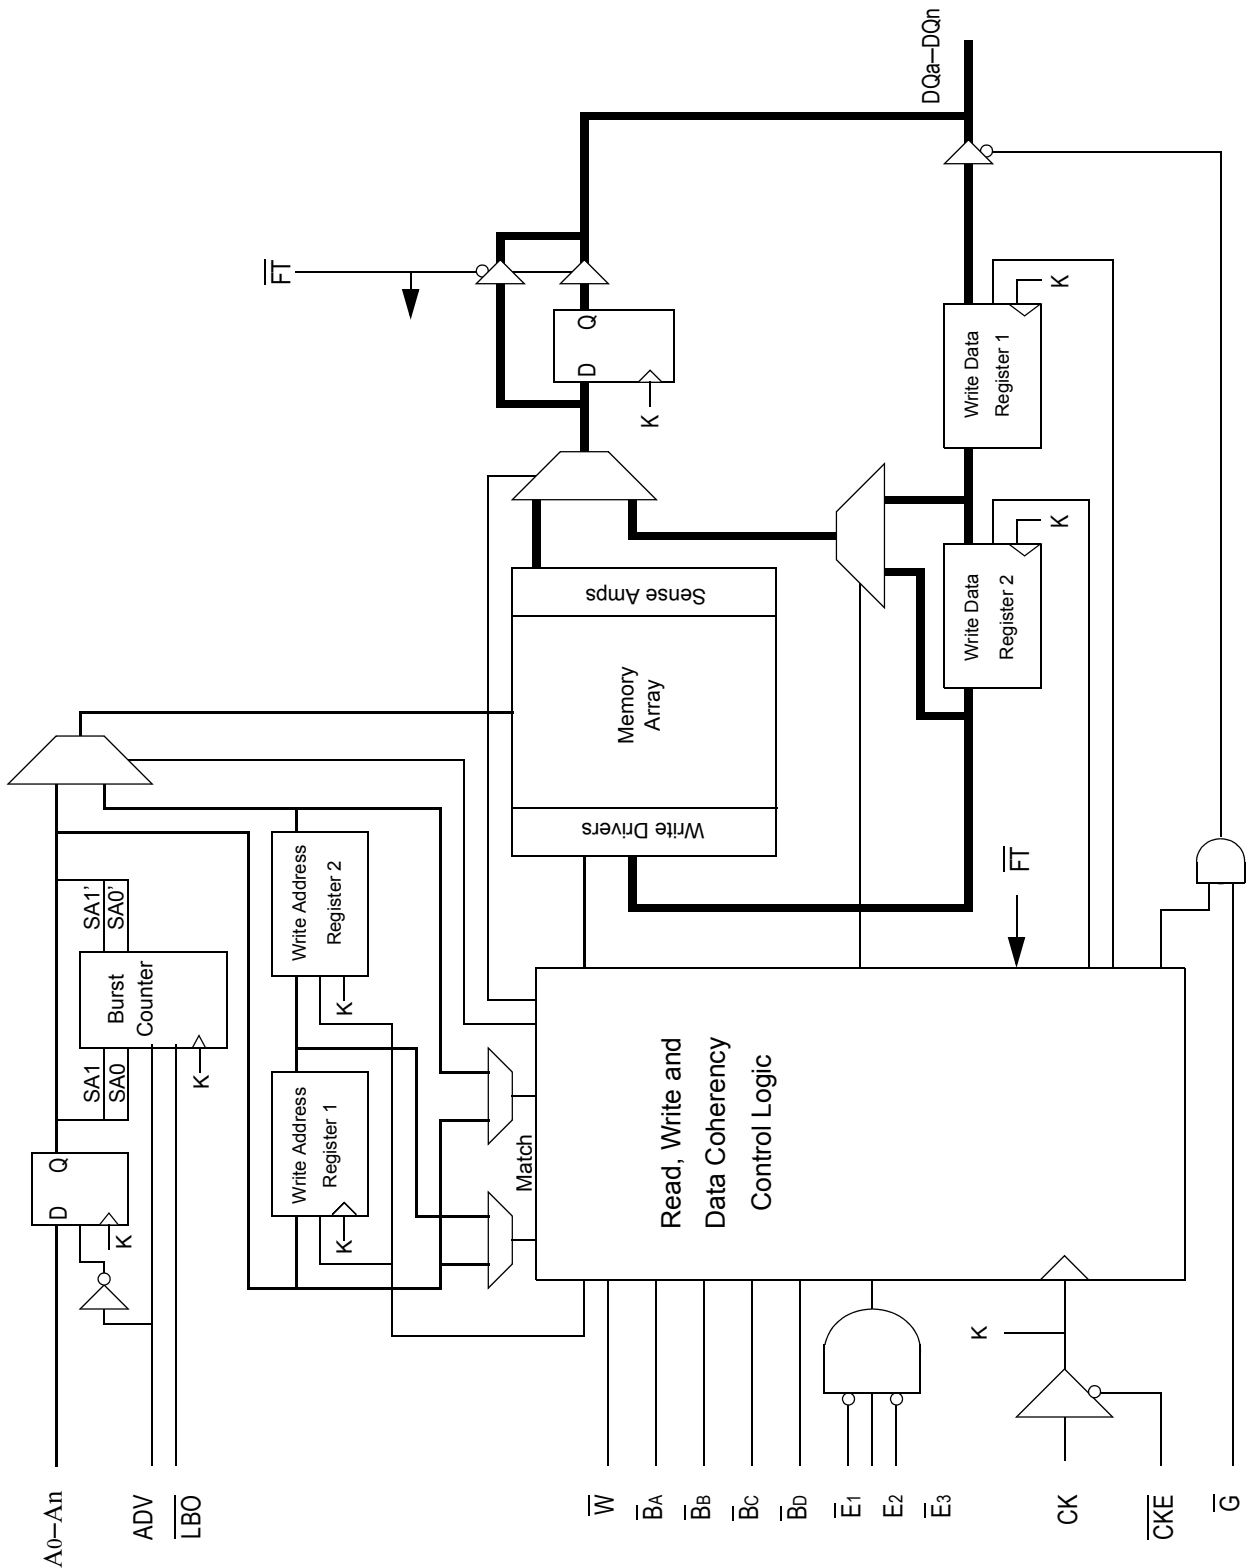 A0–An
ADV
LBO
W
BA
BB
BC
BD
E1
E2
E3
CK
CKE
G
D Q
K
SA1
SA0
Burst
Counter
SA1'
SA0'
K
Write Address
Register 1
K
Write Address
Register 2
K
Match
Read, Write and
Data Coherency
Control Logic
K
FT
Write Drivers
Memory
Array
Sense Amps
Write Data
Register 2
K
Write Data
Register 1
K
D Q
K
FT
DQa–DQn